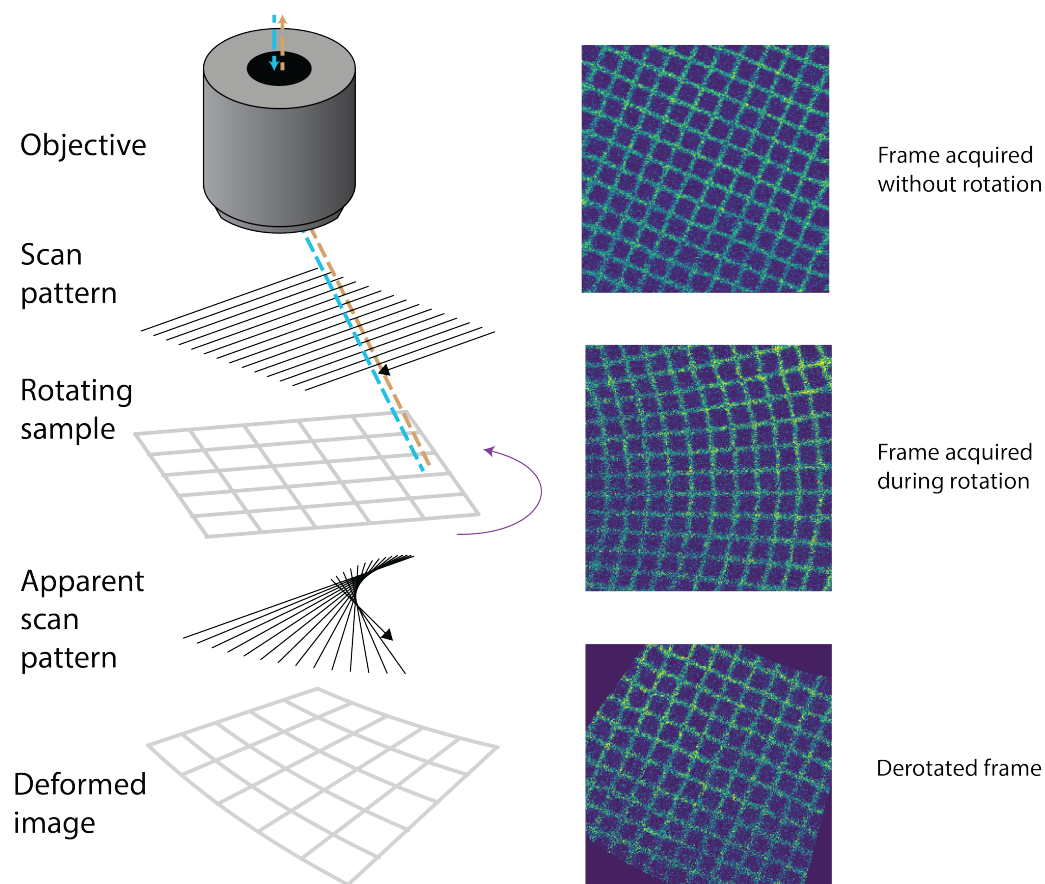 Objective
Scan
pattern
Rotating
sample
Apparent
scan
pattern
Deformed
image
Frame acquired
without rotation
Frame acquired
during rotation
Derotated frame